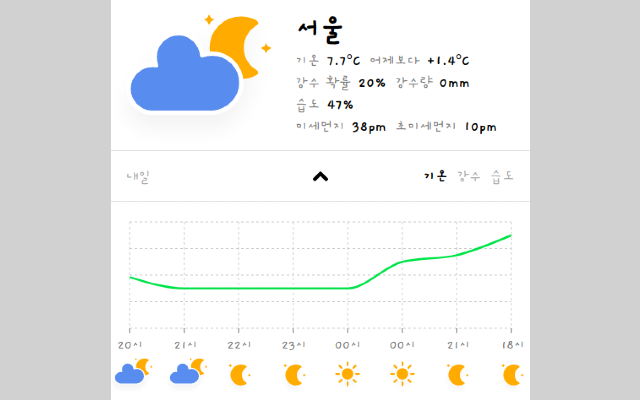 서울
기온 7.7°C 어제보다 +1.4°C
강수 확률 20% 강수량 0mm
습도 47%
미세먼지 38pm 초미세먼지 10pm
내일 기온 강수 습도
20시 21시 22시 23시 00시 00시 21시 18시